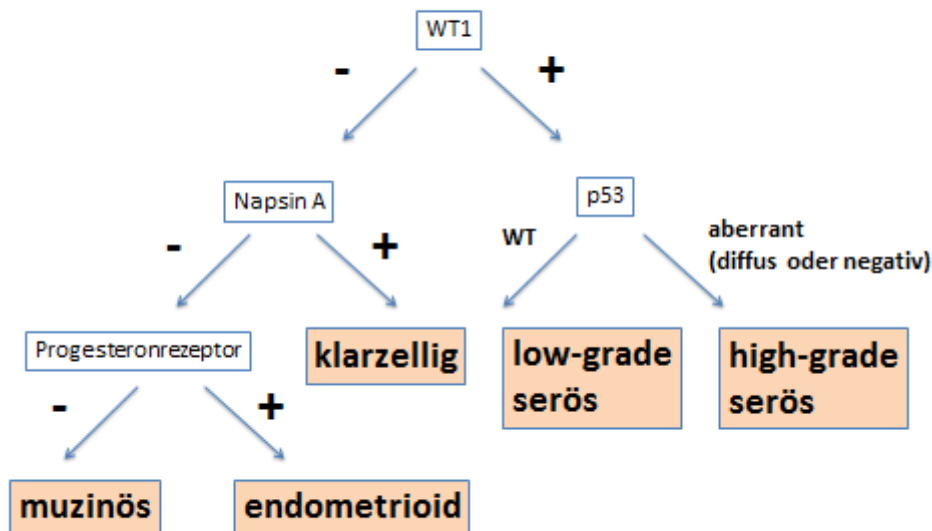 WT1
-
+
Napsin A
p53
-
+
WT
aberrant
(diffus oder negativ)
Progesteronrezeptor
klarzellig
low-grade
serös
high-grade
serös
-
+
muzinös
endometrioid